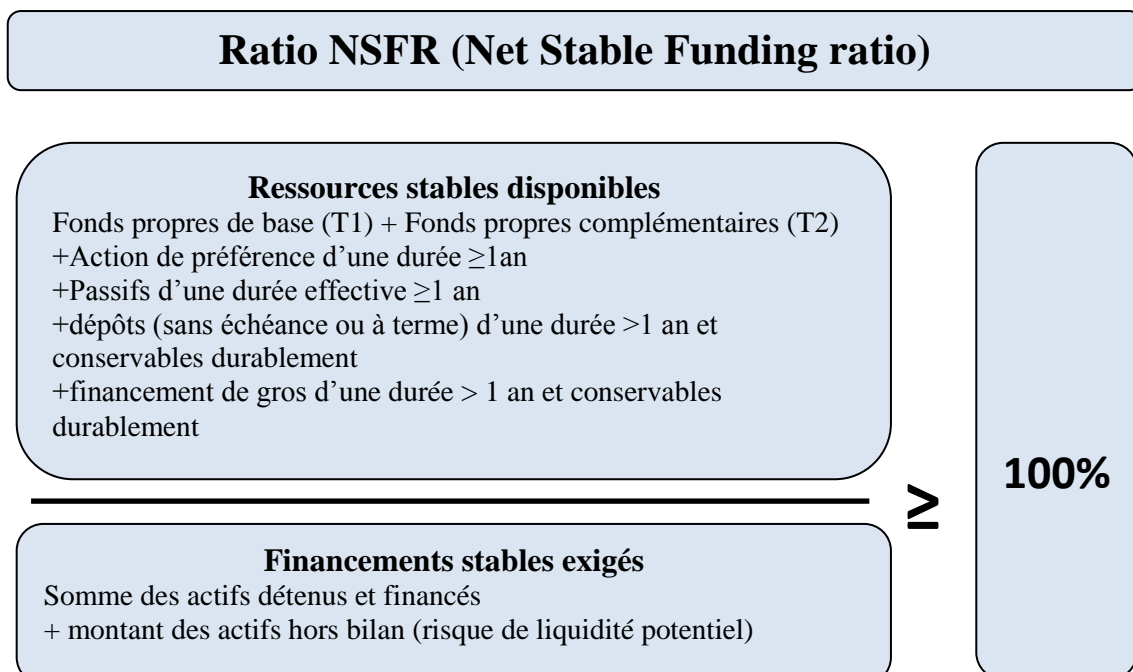 Ratio NSFR (Net Stable Funding ratio)
Ressources stables disponibles
Fonds propres de base (T1) + Fonds propres complémentaires (T2)
+Action de préférence d’une durée ≥1an
+Passifs d’une durée effective ≥1 an
+dépôts (sans échéance ou à terme) d’une durée >1 an et
conservables durablement
+financement de gros d’une durée > 1 an et conservables
durablement
≥
100%
Financements stables exigés
Somme des actifs détenus et financés
+ montant des actifs hors bilan (risque de liquidité potentiel)